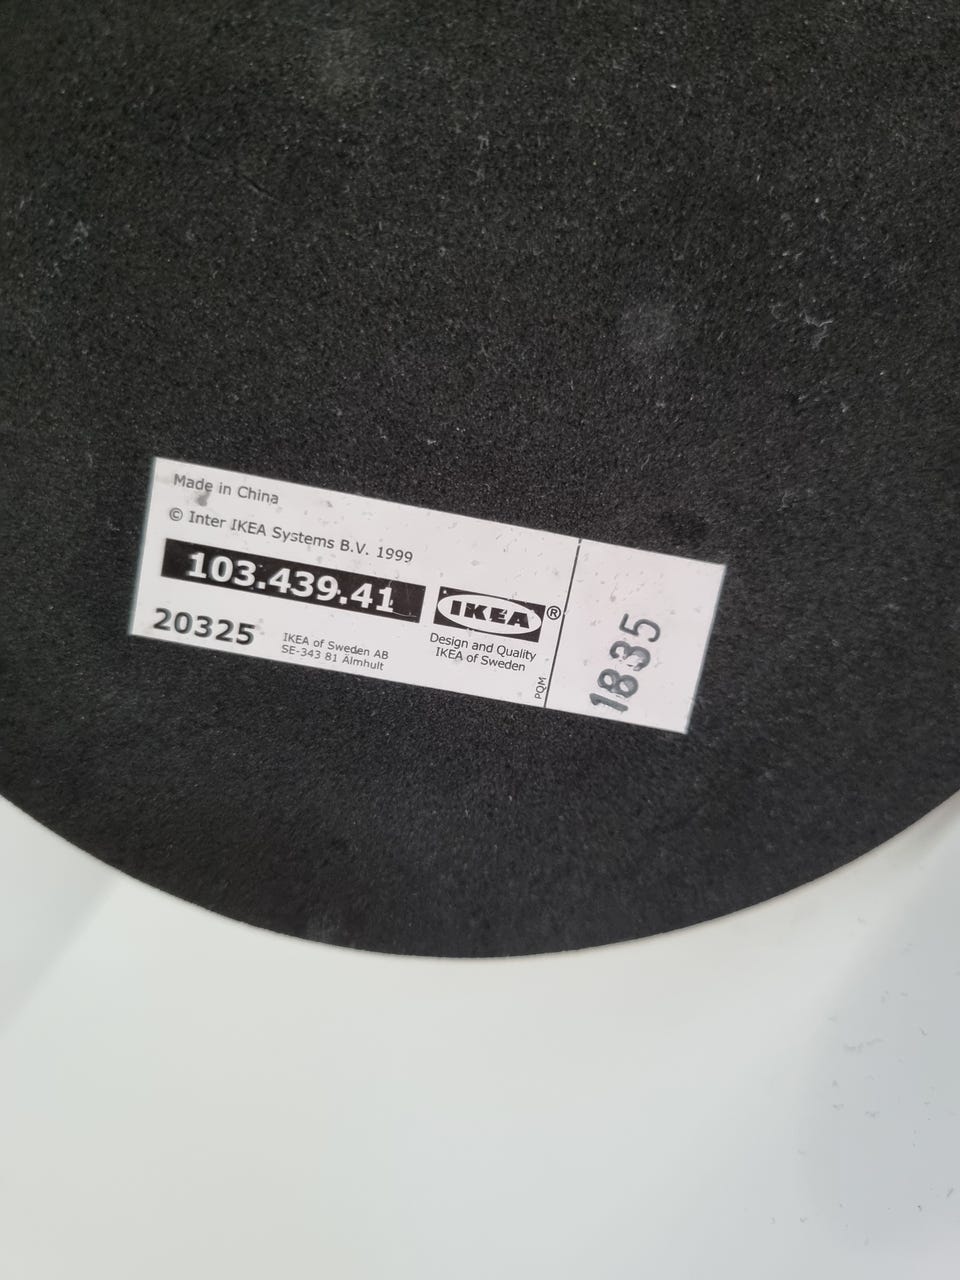 Made in China
© Inter IKEA Systems B.V. 1999
103.439.41
IKEA®
20325
IKEA of Sweden AB
SE-343 81 Älmhult
Design and Quality
IKEA of Sweden
PQM
1835